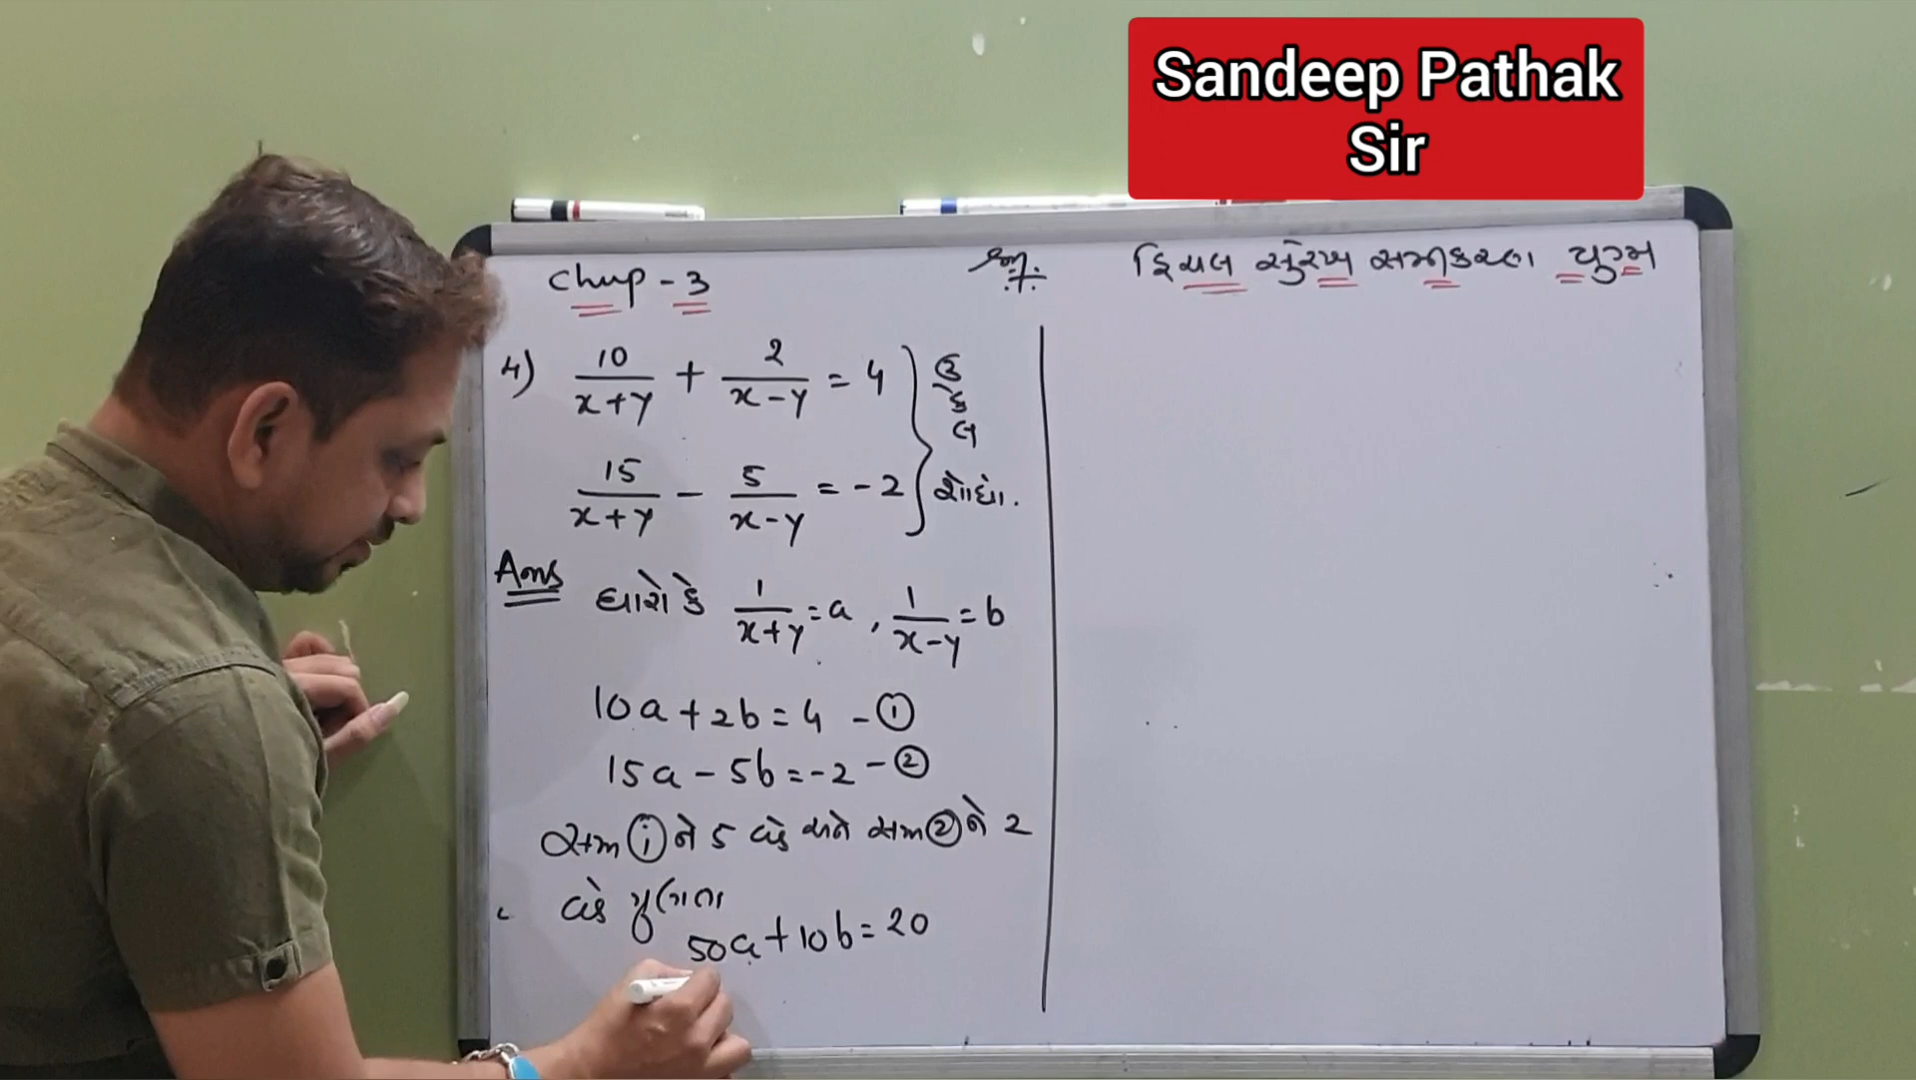 Sandeep Pathak
Sir
Chap - 3
દ્વિચલ સુરેખ સમીકરણ યુગ્મ
4) 10/(x+y) + 2/(x-y) = 4
15/(x+y) - 5/(x-y) = -2
ઉકેલ શોધો.
Ans ધારો કે 1/(x+y) = a, 1/(x-y) = b
10a + 2b = 4 - ①
15a - 5b = -2 - ②
સમ ① ને 5 વડે અને સમ ② ને 2
વડે ગુણતા
50a + 10b = 20